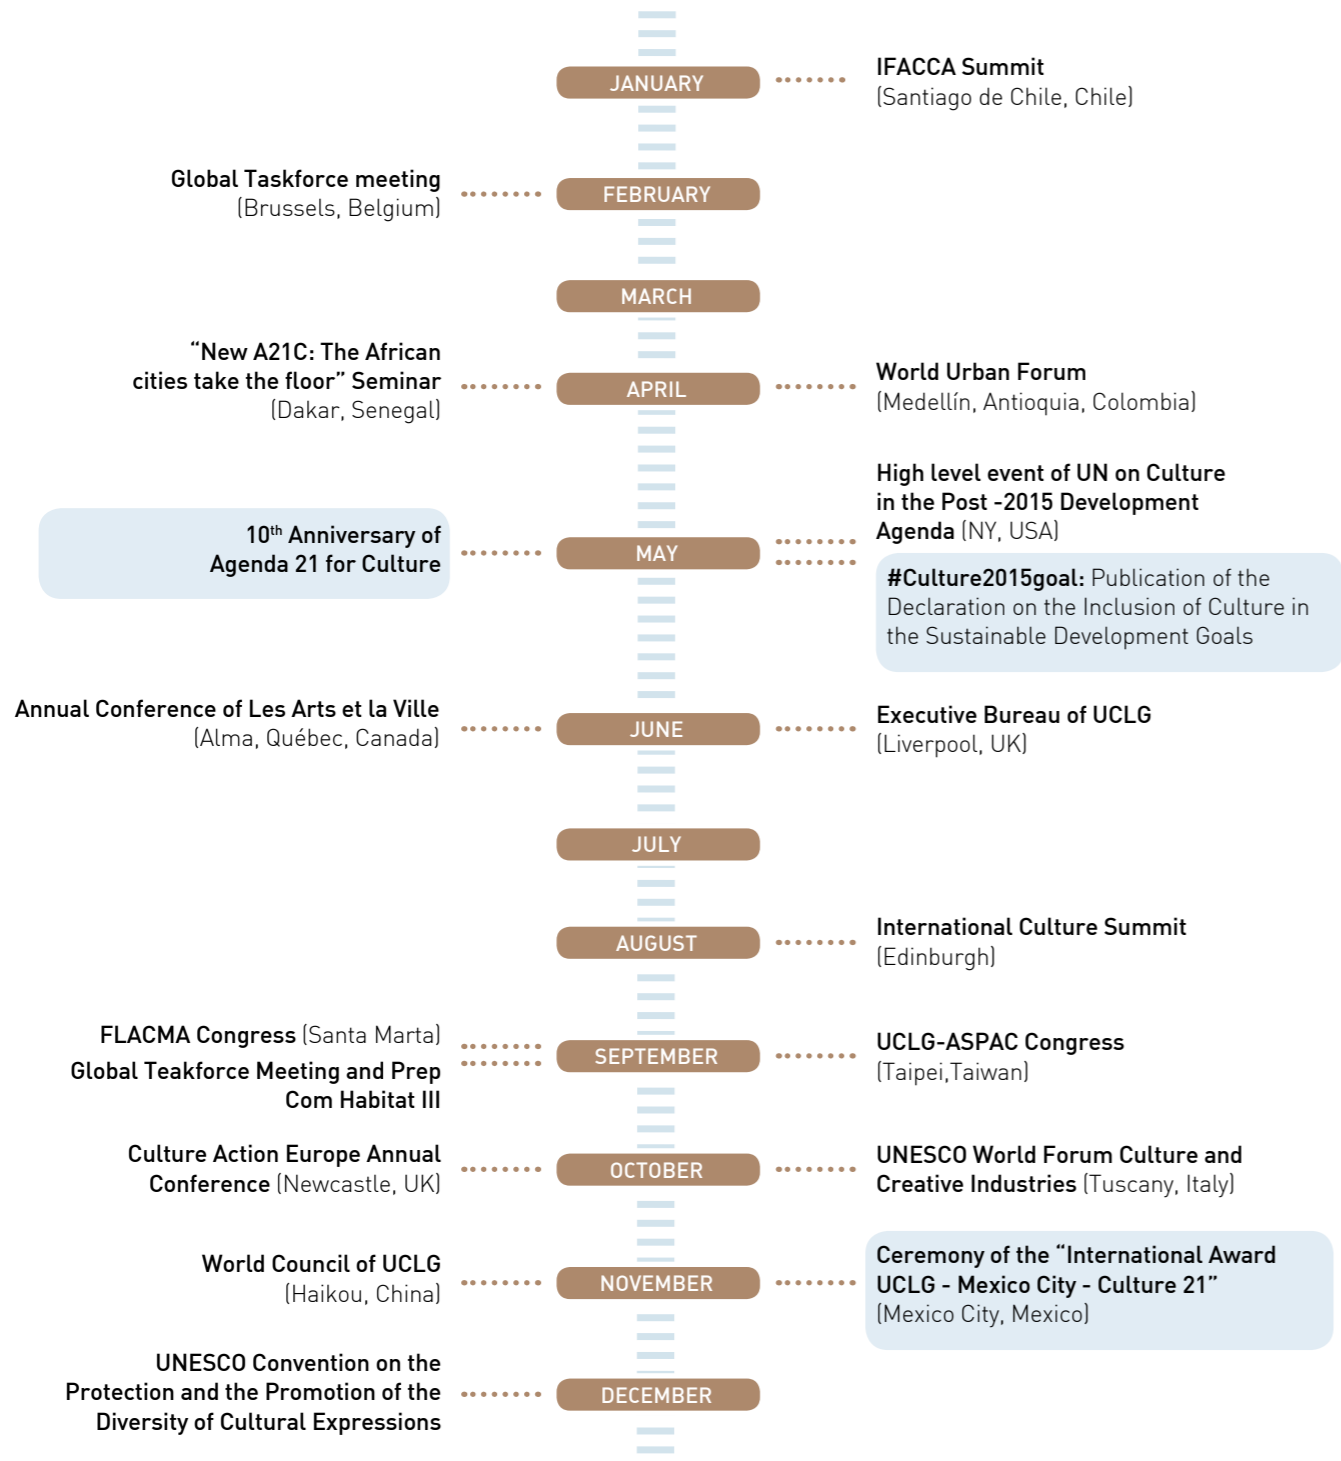 JANUARY
IFACCA Summit
(Santiago de Chile, Chile)
Global Taskforce meeting
(Brussels, Belgium)
FEBRUARY
MARCH
“New A21C: The African
cities take the floor” Seminar
(Dakar, Senegal)
APRIL
World Urban Forum
(Medellín, Antioquia, Colombia)
10th Anniversary of
Agenda 21 for Culture
MAY
High level event of UN on Culture
in the Post -2015 Development
Agenda (NY, USA)
#Culture2015goal: Publication of the
Declaration on the Inclusion of Culture in
the Sustainable Development Goals
Annual Conference of Les Arts et la Ville
(Alma, Québec, Canada)
JUNE
Executive Bureau of UCLG
(Liverpool, UK)
JULY
AUGUST
International Culture Summit
(Edinburgh)
FLACMA Congress (Santa Marta)
Global Teakforce Meeting and Prep
Com Habitat III
SEPTEMBER
UCLG-ASPAC Congress
(Taipei,Taiwan)
Culture Action Europe Annual
Conference (Newcastle, UK)
OCTOBER
UNESCO World Forum Culture and
Creative Industries (Tuscany, Italy)
World Council of UCLG
(Haikou, China)
NOVEMBER
Ceremony of the “International Award
UCLG - Mexico City - Culture 21”
(Mexico City, Mexico)
UNESCO Convention on the
Protection and the Promotion of the
Diversity of Cultural Expressions
DECEMBER